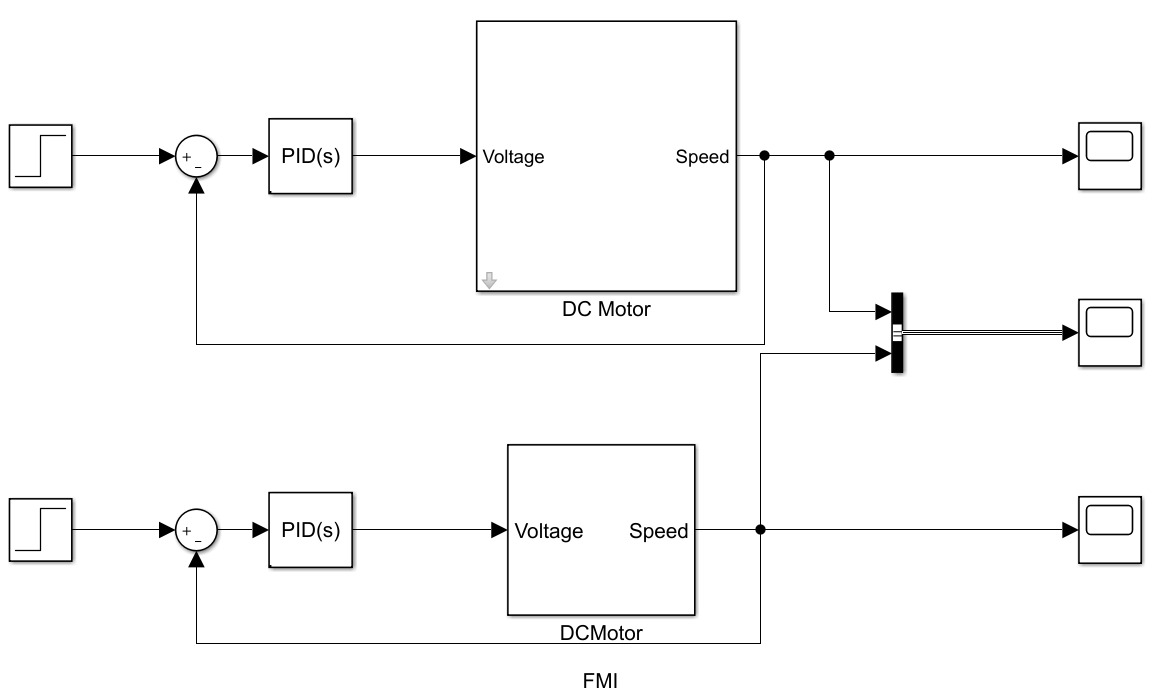 +
−
PID(s)
Voltage
Speed
DC Motor
+
−
PID(s)
Voltage
Speed
DCMotor
FMI